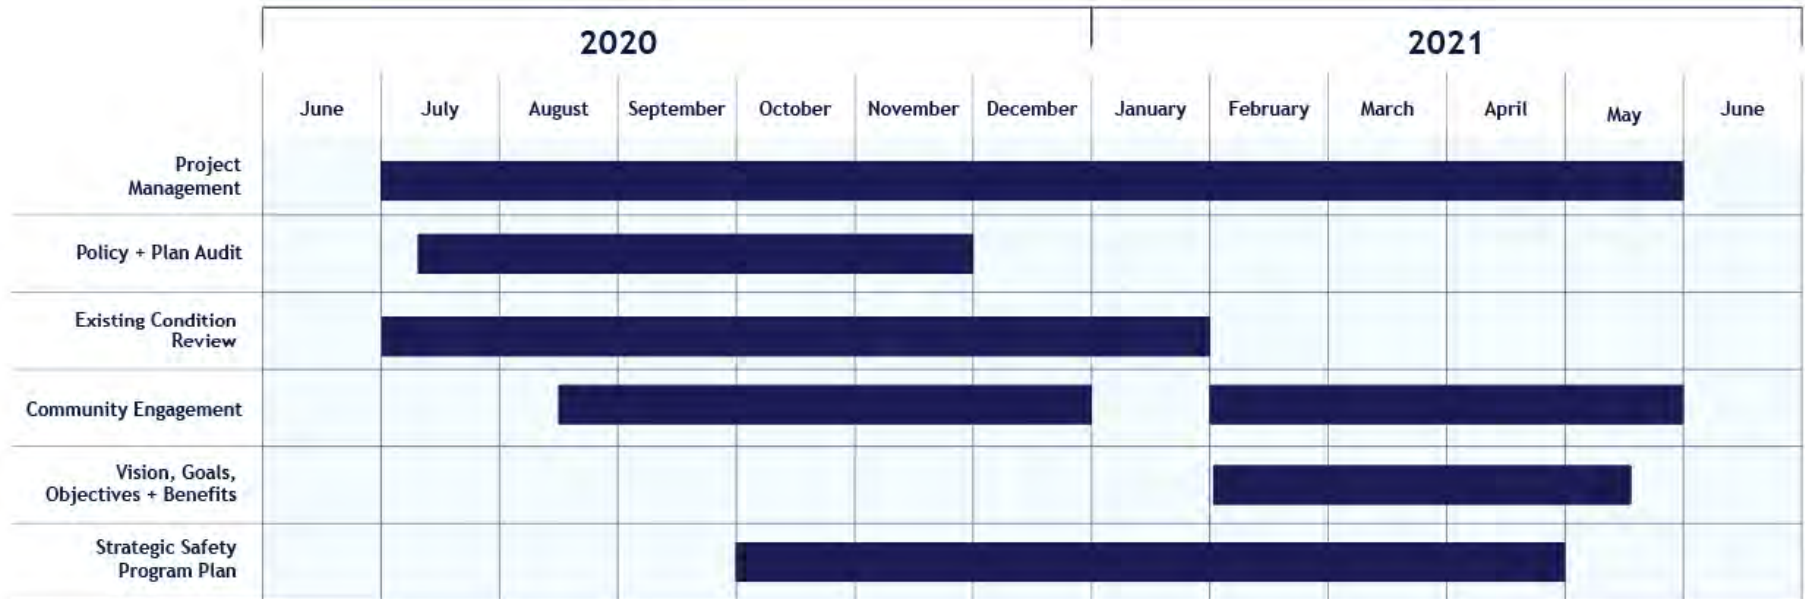 2020
2021
June
July
August
September
October
November
December
January
February
March
April
May
June
Project
Management
Policy + Plan Audit
Existing Condition
Review
Community Engagement
Vision, Goals,
Objectives + Benefits
Strategic Safety
Program Plan